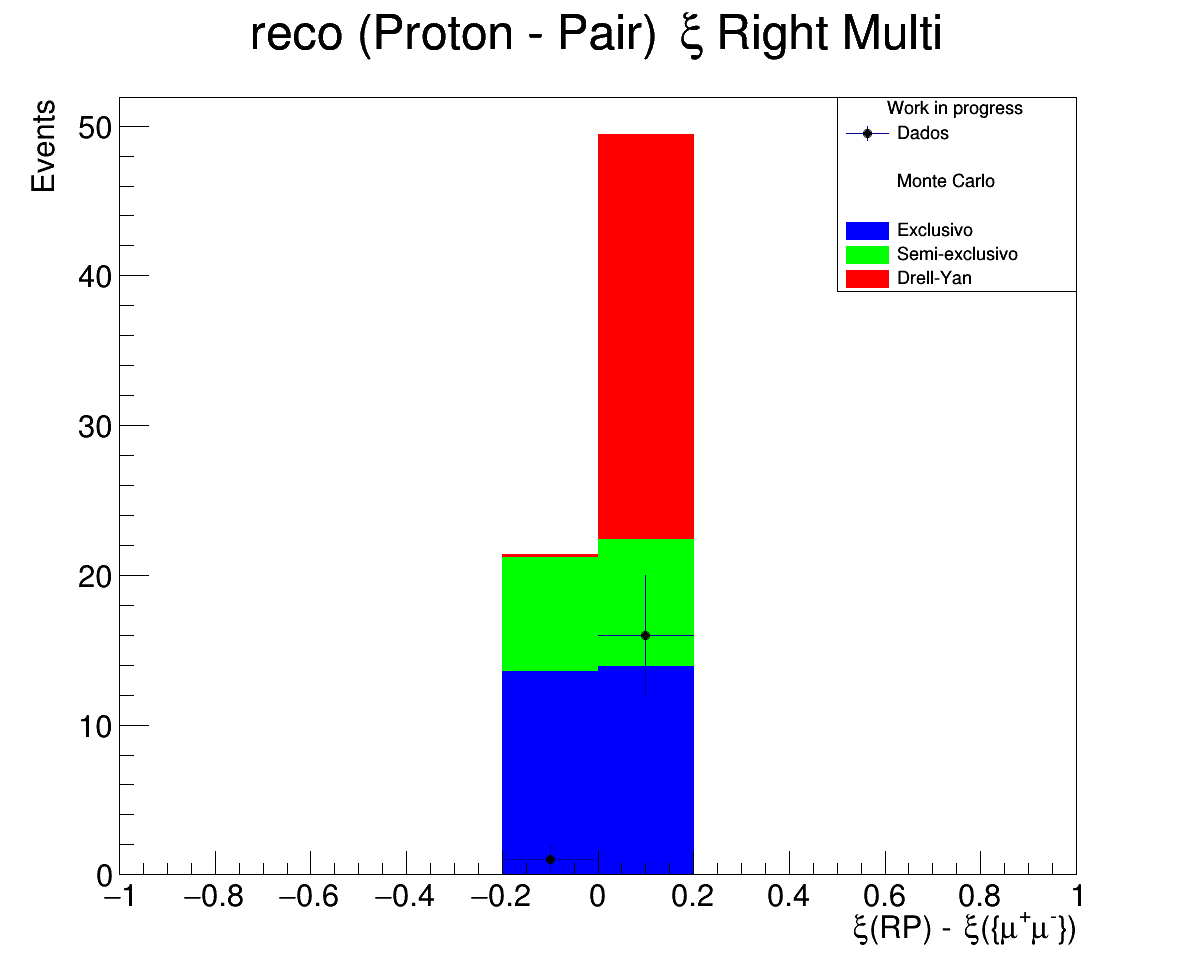 reco (Proton - Pair) ξ Right Multi
Events
50
40
30
20
10
0
Work in progress
Dados
Monte Carlo
Exclusivo
Semi-exclusivo
Drell-Yan
−1 −0.8 −0.6 −0.4 −0.2 0 0.2 0.4 0.6 0.8 1
ξ(RP) - ξ({μ⁺μ⁻})